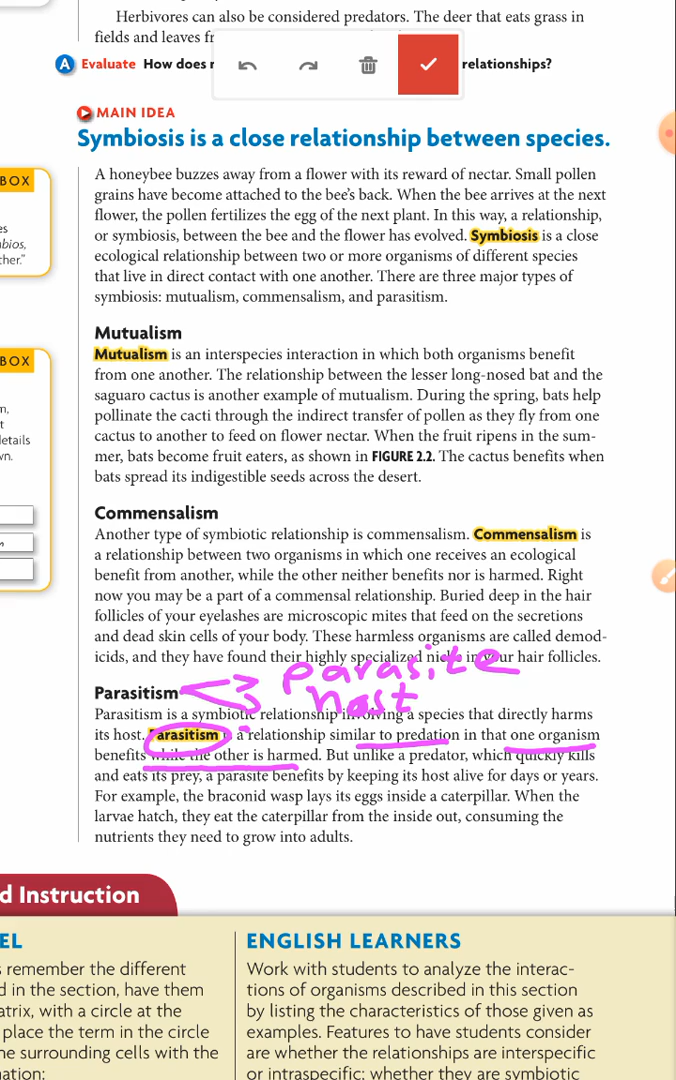 Herbivores can also be considered predators. The deer that eats grass in
fields and leaves
A Evaluate How does relationships?
MAIN IDEA
Symbiosis is a close relationship between species.
A honeybee buzzes away from a flower with its reward of nectar. Small pollen
grains have become attached to the bee's back. When the bee arrives at the next
flower, the pollen fertilizes the egg of the next plant. In this way, a relationship,
or symbiosis, between the bee and the flower has evolved. Symbiosis is a close
ecological relationship between two or more organisms of different species
that live in direct contact with one another. There are three major types of
symbiosis: mutualism, commensalism, and parasitism.
BOX
Mutualism
Mutualism is an interspecies interaction in which both organisms benefit
from one another. The relationship between the lesser long-nosed bat and the
saguaro cactus is another example of mutualism. During the spring, bats help
pollinate the cacti through the indirect transfer of pollen as they fly from one
cactus to another to feed on flower nectar. When the fruit ripens in the sum-
mer, bats become fruit eaters, as shown in FIGURE 2.2. The cactus benefits when
bats spread its indigestible seeds across the desert.
BOX
Commensalism
Another type of symbiotic relationship is commensalism. Commensalism is
a relationship between two organisms in which one receives an ecological
benefit from another, while the other neither benefits nor is harmed. Right
now you may be a part of a commensal relationship. Buried deep in the hair
follicles of your eyelashes are microscopic mites that feed on the secretions
and dead skin cells of your body. These harmless organisms are called demod-
icids, and they have found their highly specialized niche in your hair follicles.
parasite
host
Parasitism
Parasitism is a symbiotic relationship involving a species that directly harms
its host. Parasitism is a relationship similar to predation in that one organism
benefits while the other is harmed. But unlike a predator, which quickly kills
and eats its prey, a parasite benefits by keeping its host alive for days or years.
For example, the braconid wasp lays its eggs inside a caterpillar. When the
larvae hatch, they eat the caterpillar from the inside out, consuming the
nutrients they need to grow into adults.
d Instruction
EL
s remember the different
d in the section, have them
atrix, with a circle at the
place the term in the circle
ne surrounding cells with the
mation:
ENGLISH LEARNERS
Work with students to analyze the interac-
tions of organisms described in this section
by listing the characteristics of those given as
examples. Features to have students consider
are whether the relationships are interspecific
or intraspecific; whether they are symbiotic